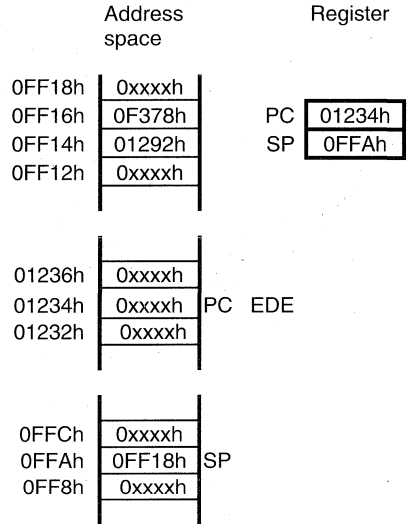 Address space Register
0FF18h 0xxxxh
0FF16h 0F378h PC 01234h
0FF14h 01292h SP 0FFAh
0FF12h 0xxxxh
01236h 0xxxxh
01234h 0xxxxh PC EDE
01232h 0xxxxh
0FFCh 0xxxxh
0FFAh 0FF18h SP
0FF8h 0xxxxh